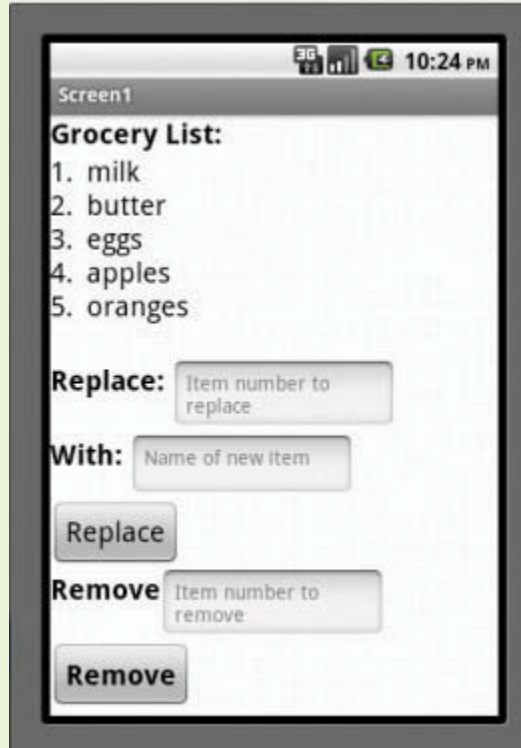 3G 10:24 PM
Screen1
Grocery List:
1. milk
2. butter
3. eggs
4. apples
5. oranges
Replace: Item number to
replace
With: Name of new Item
Replace
Remove Item number to
remove
Remove